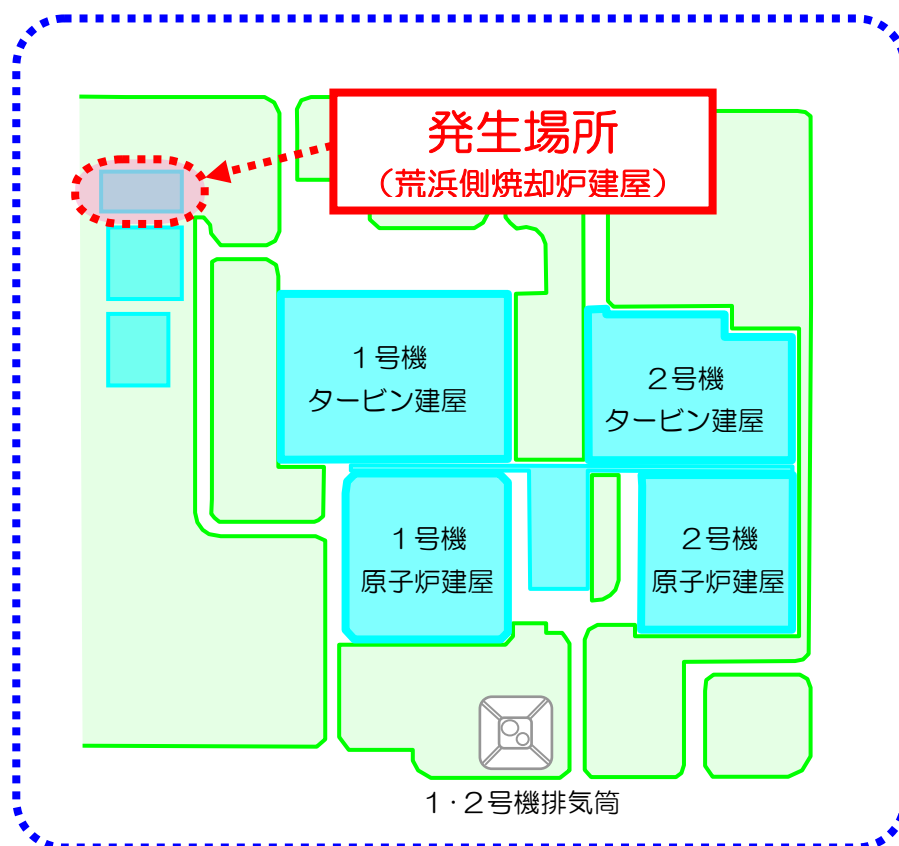 発生場所
（荒浜側焼却炉建屋）
１号機
タービン建屋
２号機
タービン建屋
１号機
原子炉建屋
２号機
原子炉建屋
１・２号機排気筒